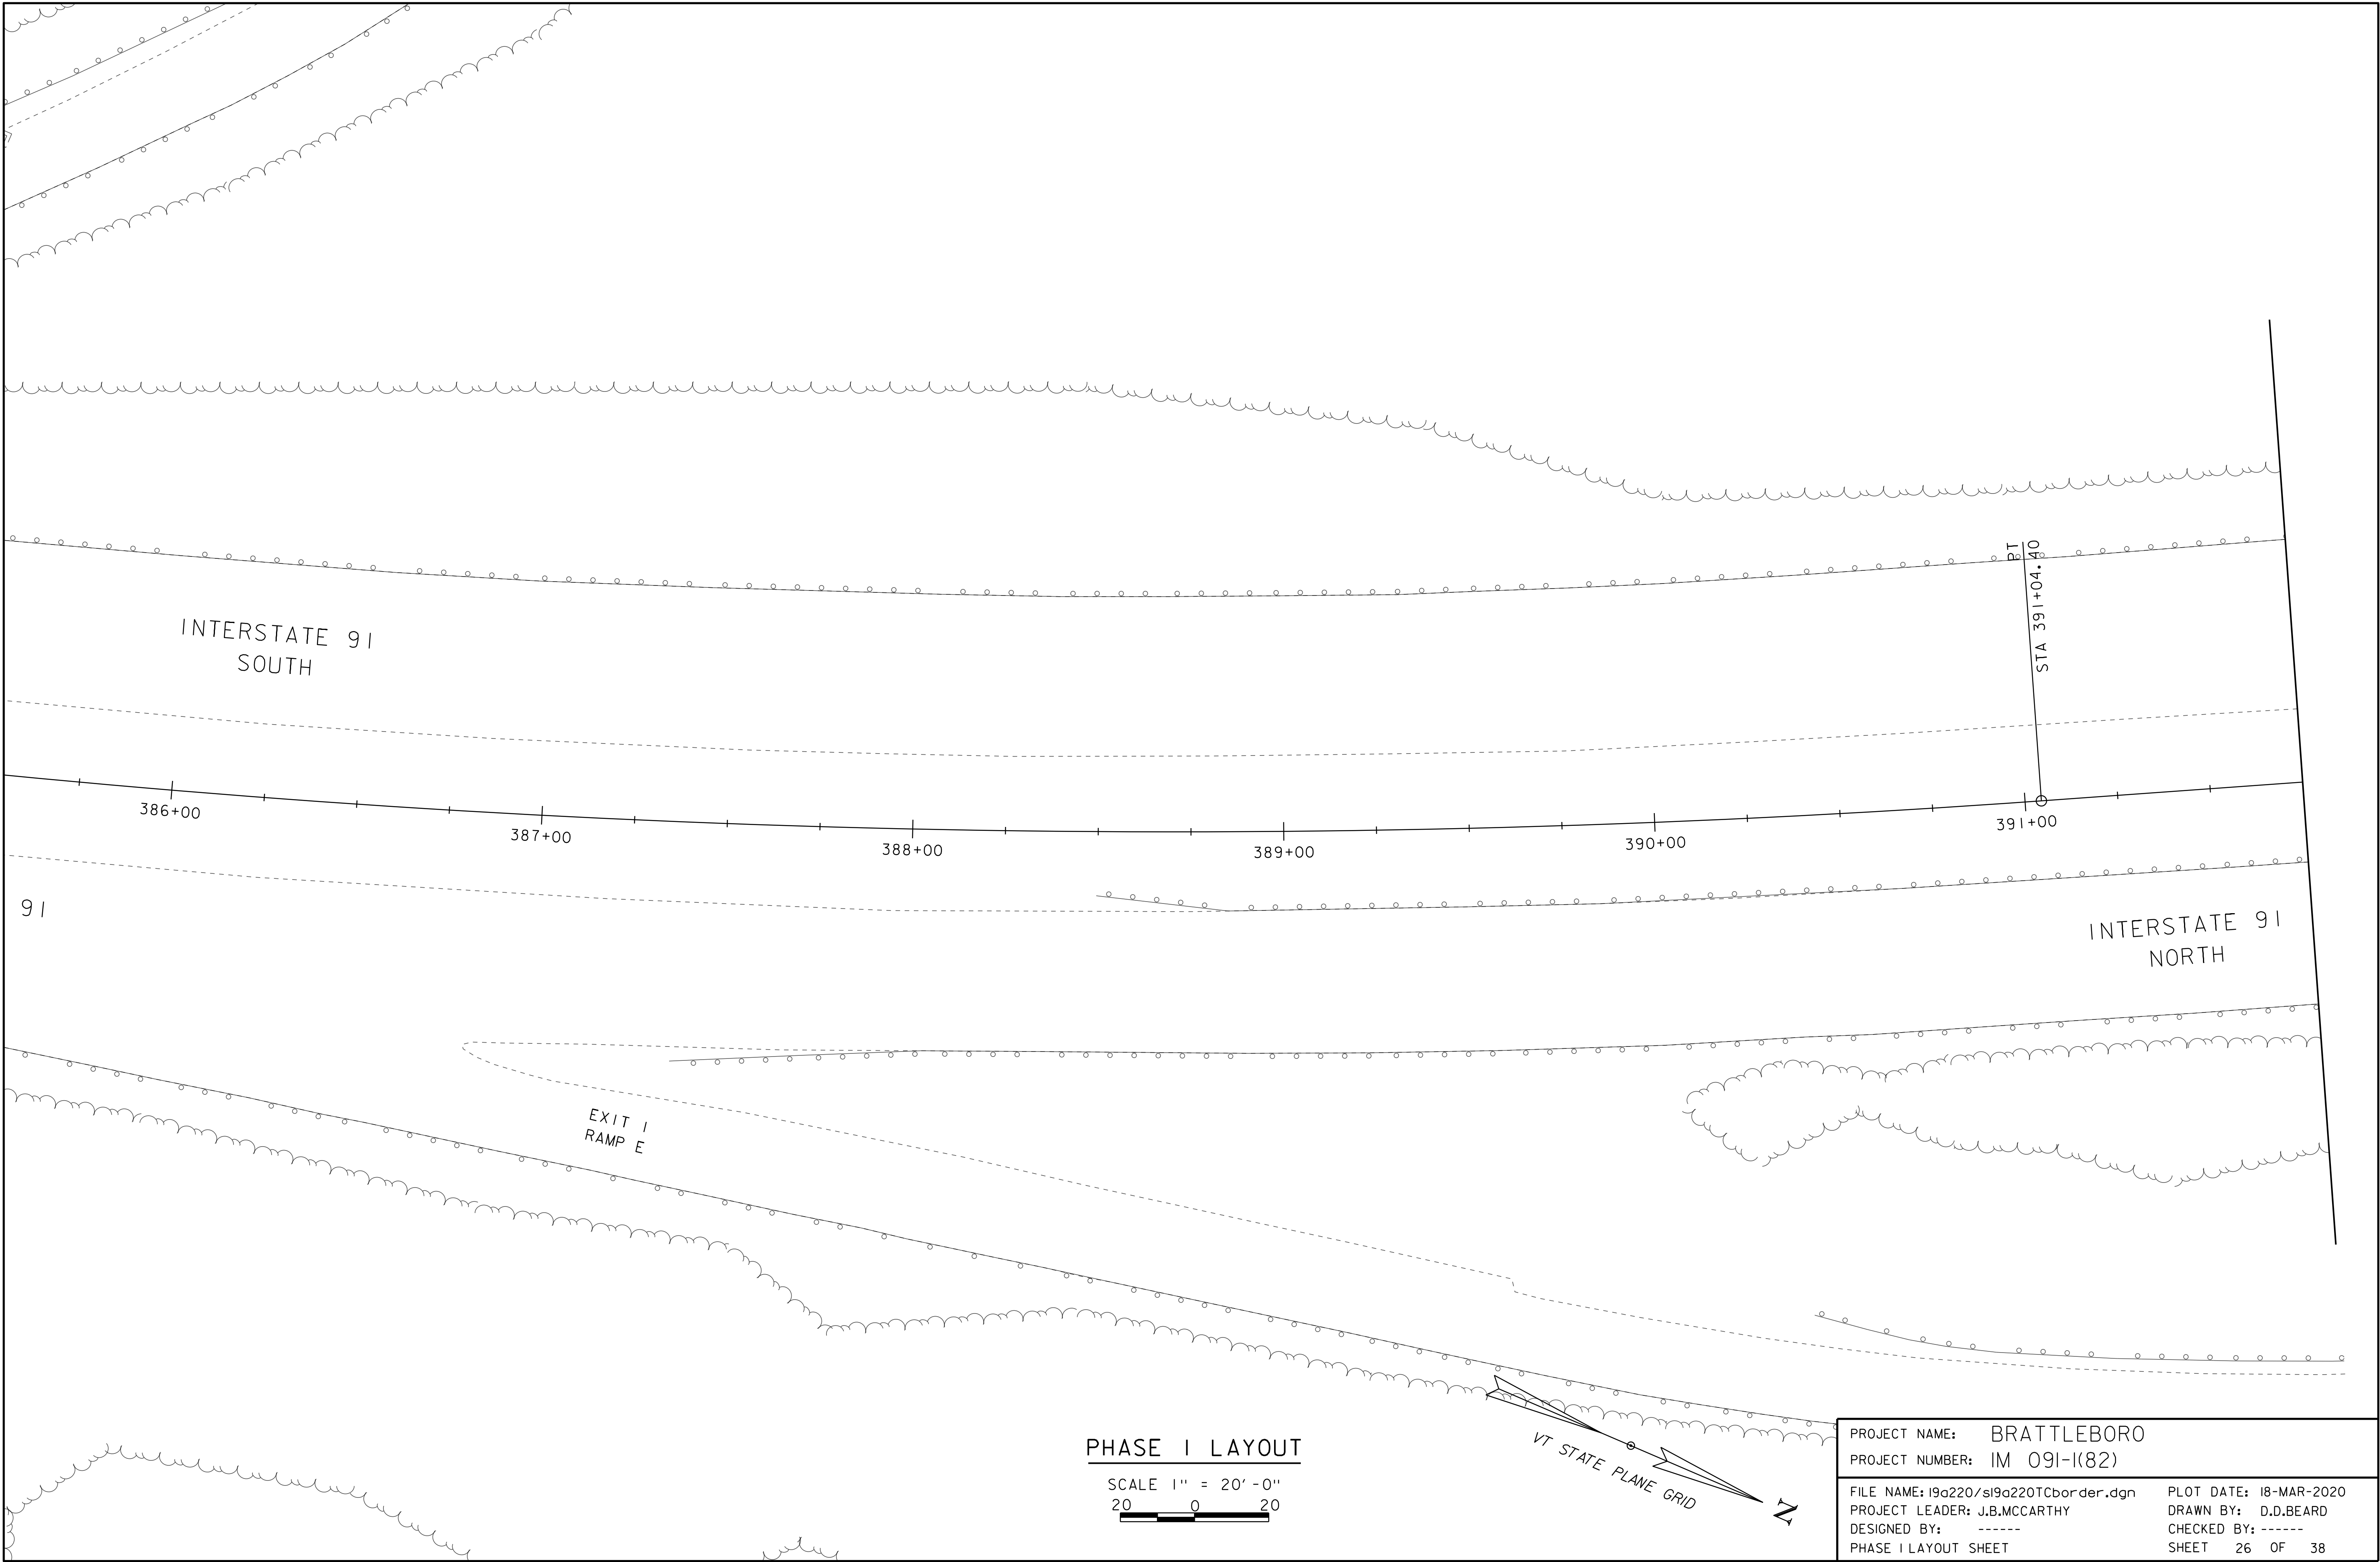 INTERSTATE 91
SOUTH
PT
STA 391+04.40
386+00
387+00
388+00
389+00
390+00
391+00
91
INTERSTATE 91
NORTH
EXIT 1
RAMP E
PHASE 1 LAYOUT
SCALE 1" = 20'-0"
20 0 20
VT STATE PLANE GRID
N
PROJECT NAME: BRATTLEBORO
PROJECT NUMBER: IM 091-1(82)
FILE NAME: 19a220/s19a220TCborder.dgn PLOT DATE: 18-MAR-2020
PROJECT LEADER: J.B.MCCARTHY DRAWN BY: D.D.BEARD
DESIGNED BY: ------ CHECKED BY: ------
PHASE 1 LAYOUT SHEET SHEET 26 OF 38